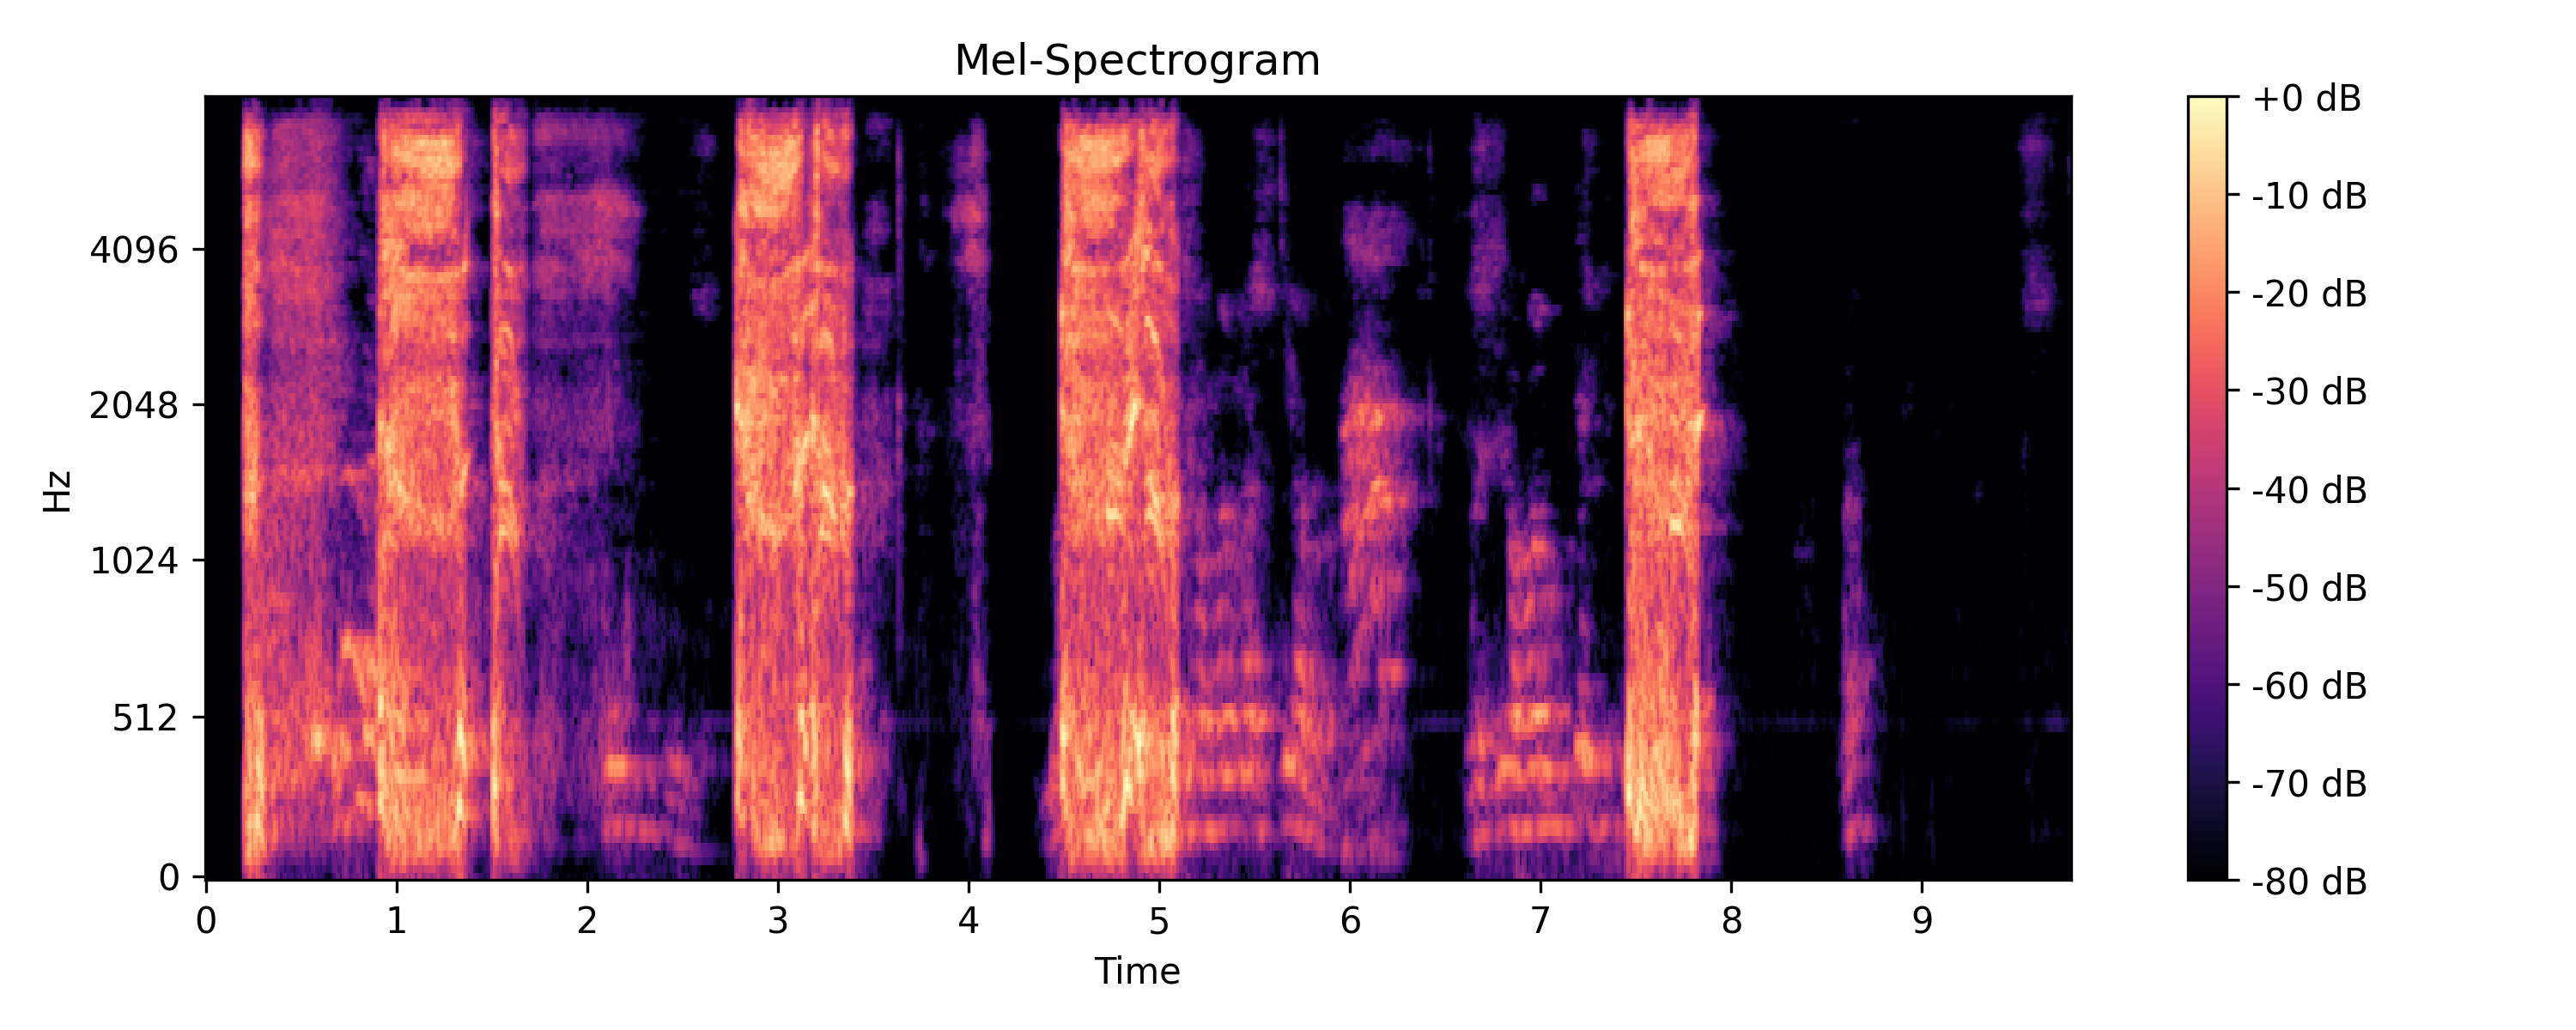 Mel-Spectrogram
+0 dB
-10 dB
-20 dB
-30 dB
-40 dB
-50 dB
-60 dB
-70 dB
-80 dB
Hz
4096
2048
1024
512
0
0 1 2 3 4 5 6 7 8 9
Time